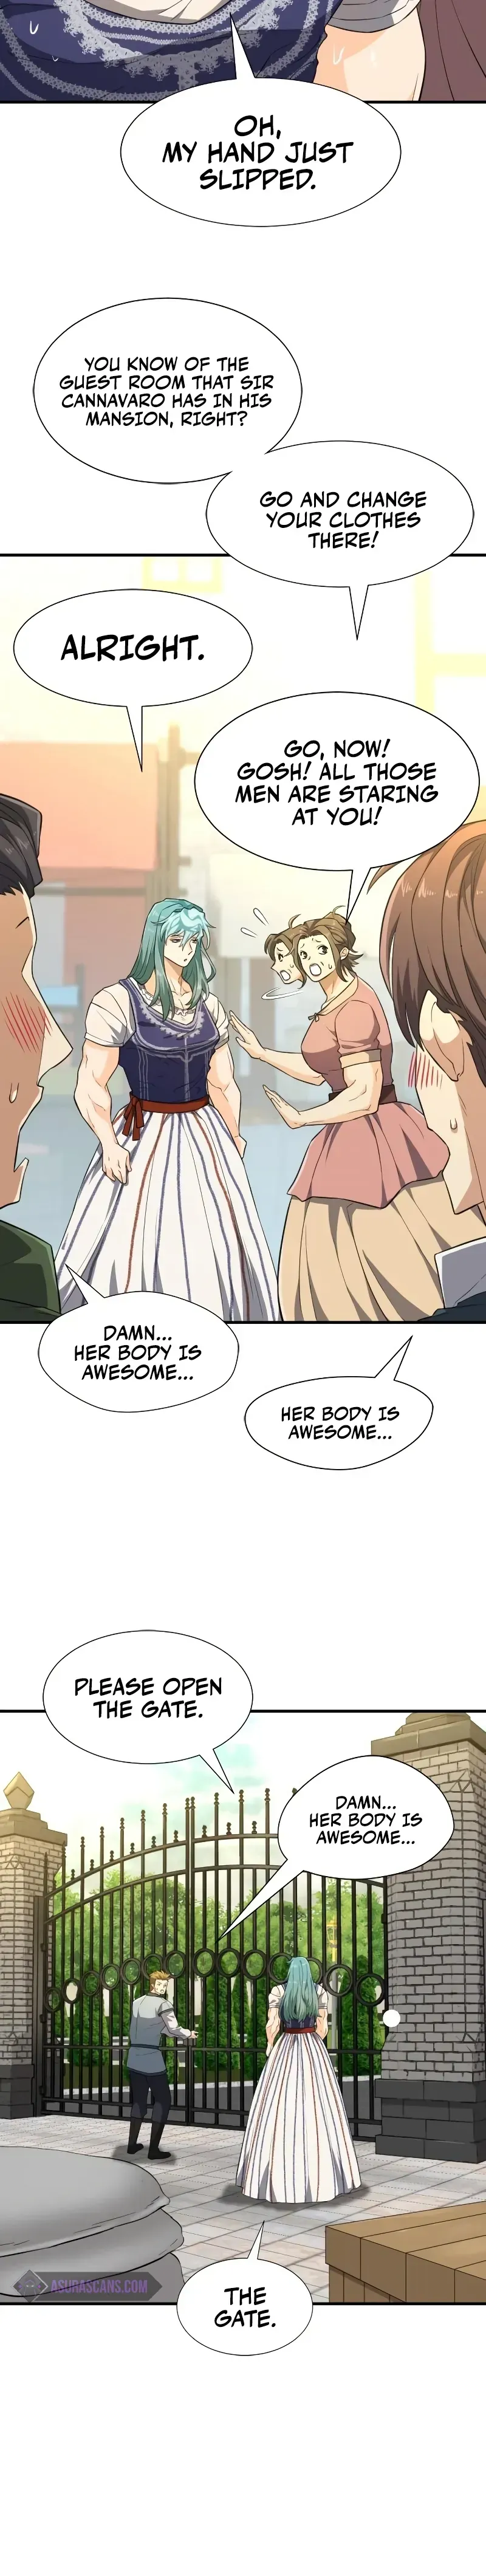 OH,
MY HAND JUST
SLIPPED.
YOU KNOW OF THE
GUEST ROOM THAT SIR
CANNAVARO HAS IN HIS
MANSION, RIGHT?
GO AND CHANGE
YOUR CLOTHES
THERE!
ALRIGHT.
GO, NOW!
GOSH! ALL THOSE
MEN ARE STARING
AT YOU!
DAMN...
HER BODY IS
AWESOME...
HER BODY IS
AWESOME...
PLEASE OPEN
THE GATE.
DAMN...
HER BODY IS
AWESOME...
THE
GATE.
ASURASCANS.COM